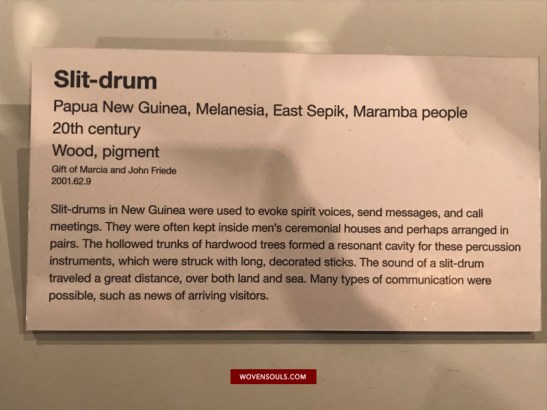 Slit-drum
Papua New Guinea, Melanesia, East Sepik, Maramba people
20th century
Wood, pigment
Gift of Marcia and John Friede
2001.62.9
Slit-drums in New Guinea were used to evoke spirit voices, send messages, and call
meetings. They were often kept inside men's ceremonial houses and perhaps arranged in
pairs. The hollowed trunks of hardwood trees formed a resonant cavity for these percussion
instruments, which were struck with long, decorated sticks. The sound of a slit-drum
traveled a great distance, over both land and sea. Many types of communication were
possible, such as news of arriving visitors.
WOVENSOULS.COM